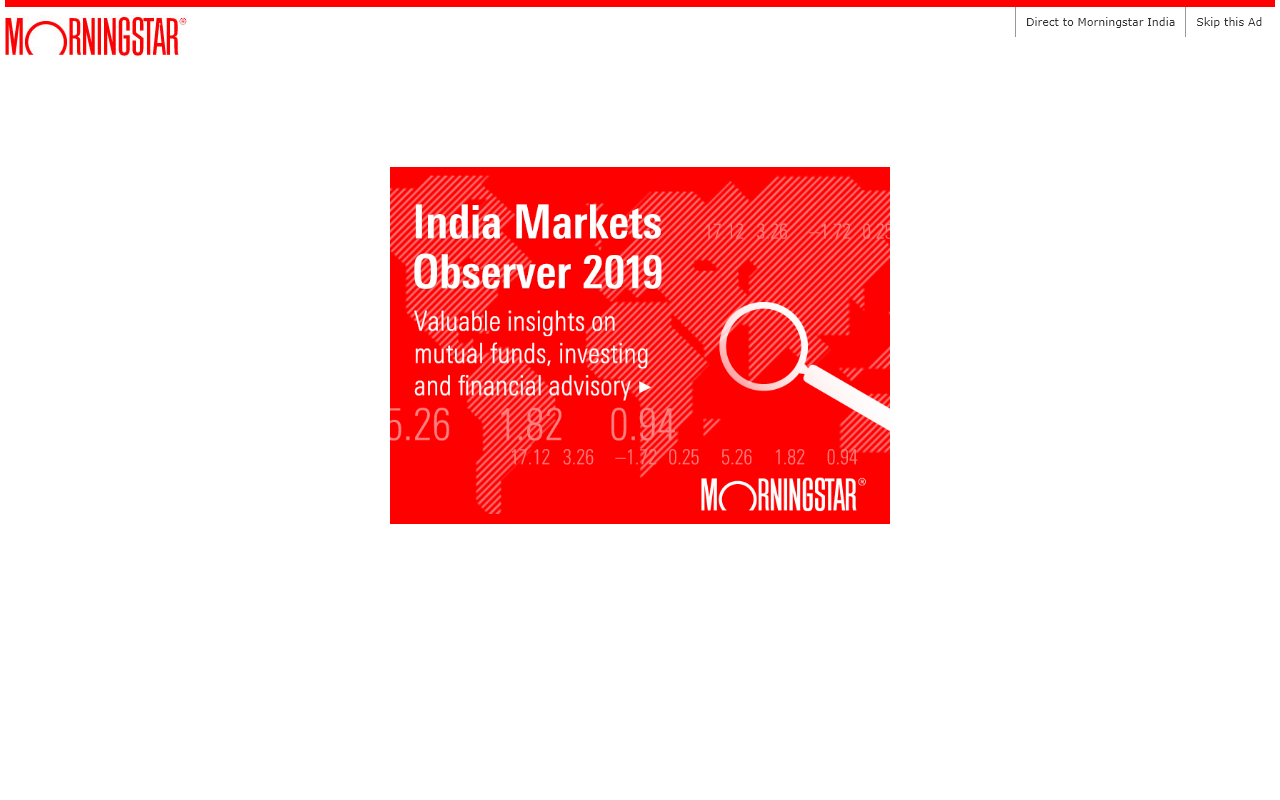 MORNINGSTAR®
Direct to Morningstar India
Skip this Ad
India Markets
Observer 2019
17.12 3.26 –1.72 0.25
Valuable insights on
mutual funds, investing
and financial advisory ►
5.26 1.82 0.94
17.12 3.26 –1.72 0.25 5.26 1.82 0.94
MORNINGSTAR®